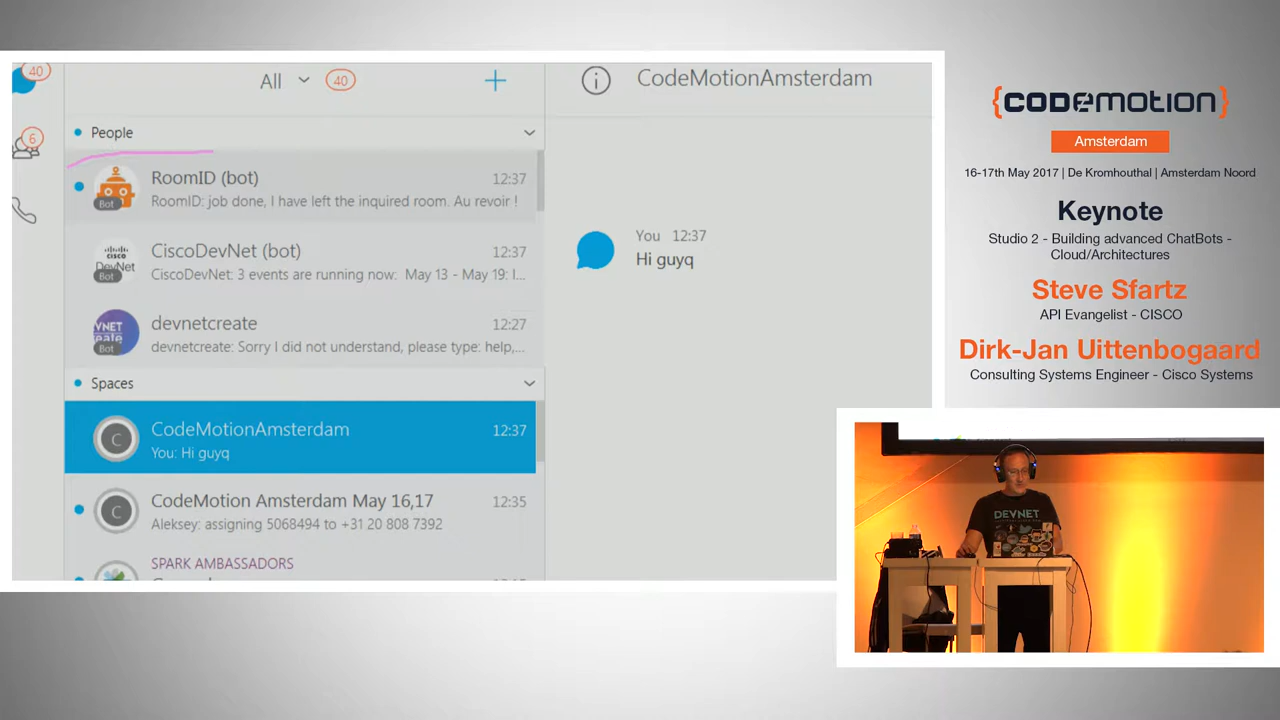 40
All
40
+
CodeMotionAmsterdam
People
6
RoomID (bot)
12:37
RoomID: job done, I have left the inquired room. Au revoir !
Bot
CISCO
DevNet
Bot
CiscoDevNet (bot)
12:37
CiscoDevNet: 3 events are running now: May 13 - May 19: I...
You 12:37
Hi guyq
Bot
devnetcreate
12:27
devnetcreate: Sorry I did not understand, please type: help,...
Spaces
C
CodeMotionAmsterdam
12:37
You: Hi guyq
C
CodeMotion Amsterdam May 16,17
12:35
Aleksey: assigning 5068494 to +31 20 808 7392
SPARK AMBASSADORS
{CODEMOTION}
Amsterdam
16-17th May 2017 | De Kromhouthal | Amsterdam Noord
Keynote
Studio 2 - Building advanced ChatBots -
Cloud/Architectures
Steve Sfartz
API Evangelist - CISCO
Dirk-Jan Uittenbogaard
Consulting Systems Engineer - Cisco Systems
DEVNET